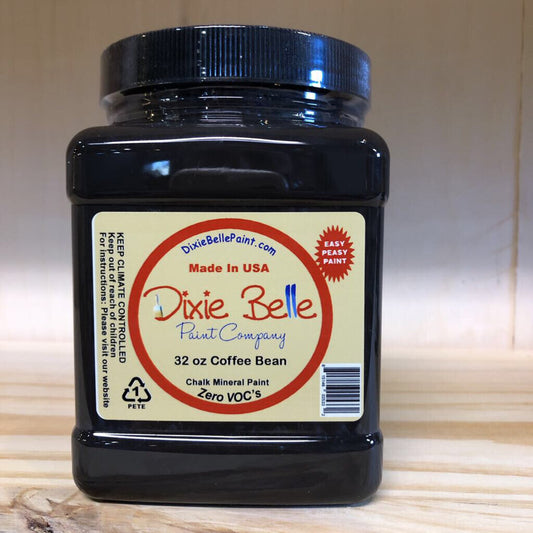 DixieBellePaint.com
Made In USA
Dixie Belle
Paint Company
32 oz Coffee Bean
Chalk Mineral Paint
Zero VOC's
EASY
PEASY
PAINT
KEEP CLIMATE CONTROLLED
Keep out of reach of children
For instructions: Please visit our website
1
PETE